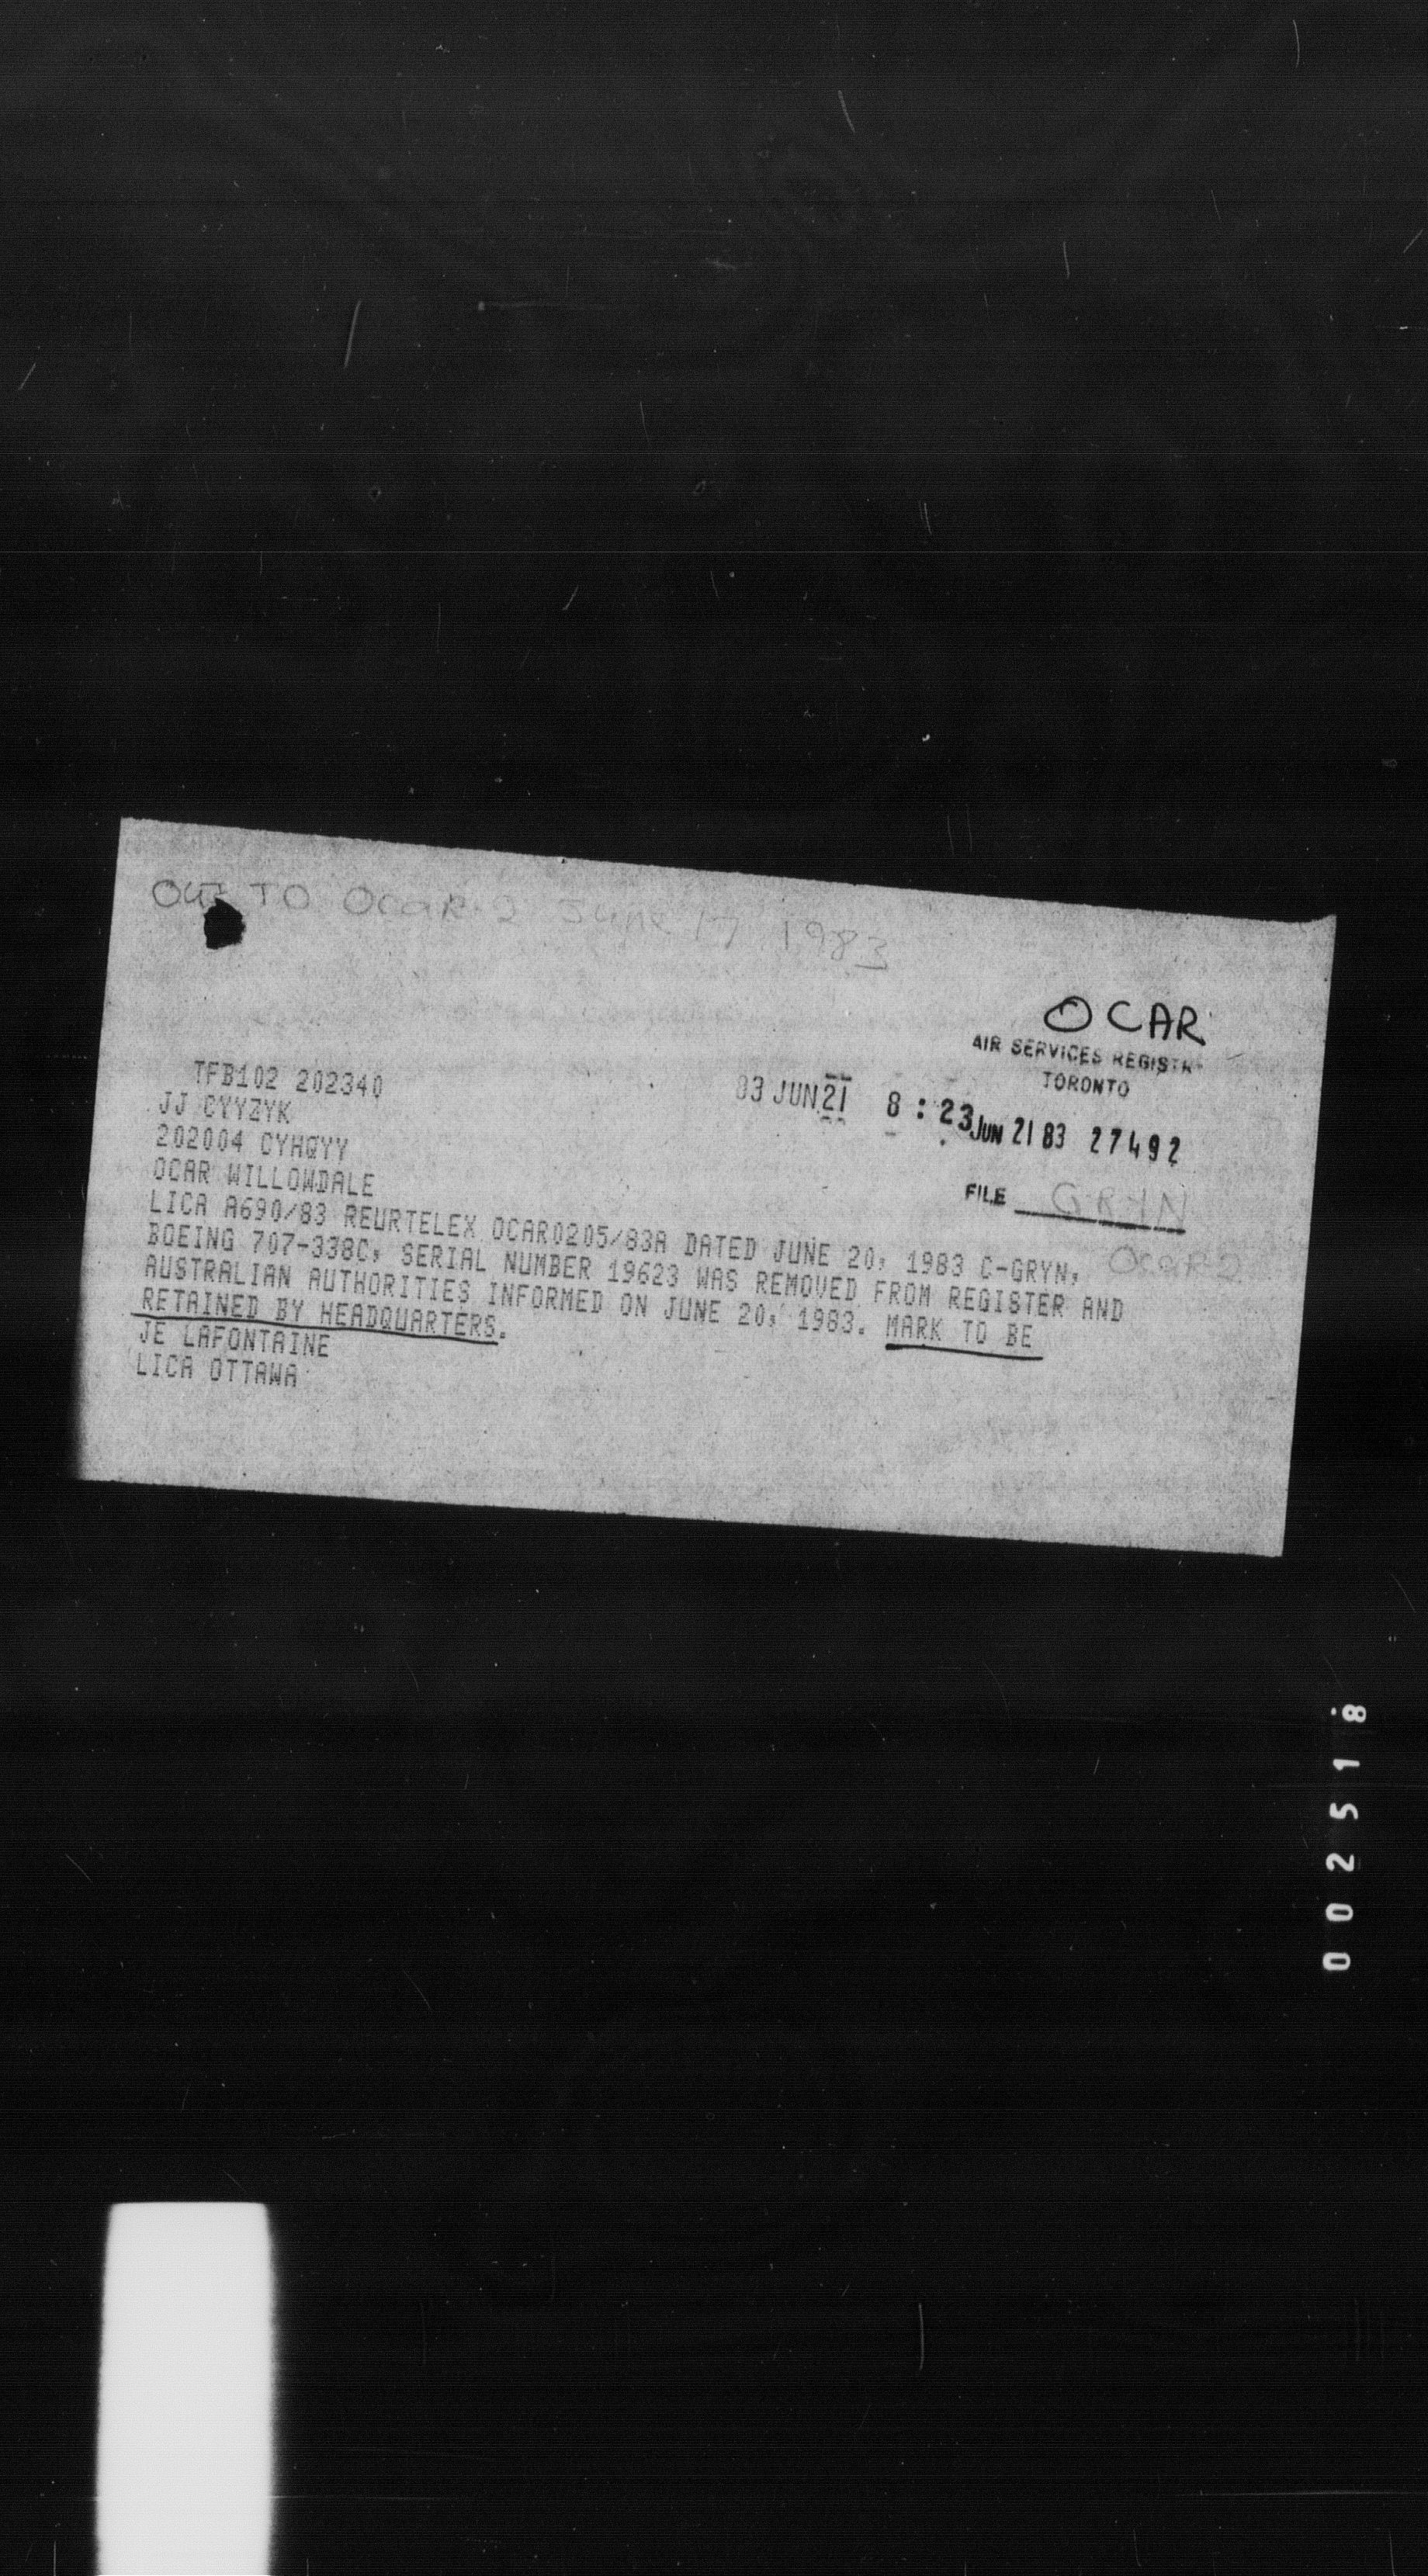 OUT TO OCAR-2 June 17 1983
OCAR
AIR SERVICES REGISTR
TORONTO
83 JUN 21 8:23
JUN 21 83 27492
FILE GRYN
OCAR2
TFB102 202340
JJ CYYZYK
202004 CYHQYY
OCAR WILLOWDALE
LICA A690/83 REURTELEX OCAR0205/83A DATED JUNE 20, 1983 C-GRYN,
BOEING 707-338C, SERIAL NUMBER 19623 WAS REMOVED FROM REGISTER AND
AUSTRALIAN AUTHORITIES INFORMED ON JUNE 20, 1983. MARK TO BE
RETAINED BY HEADQUARTERS.
JE LAFONTAINE
LICA OTTAWA
002518